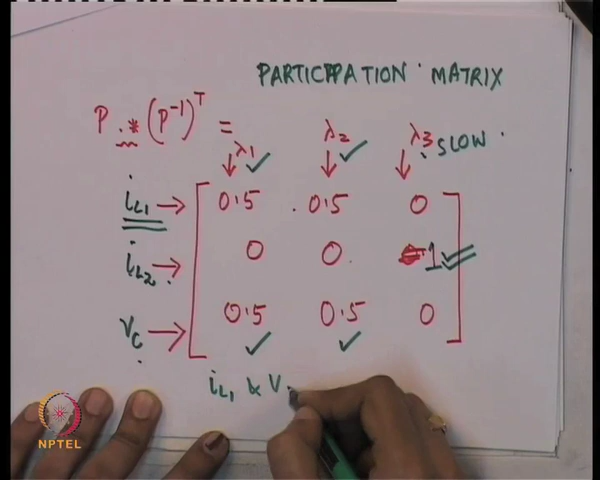 PARTICPATION MATRIX
P .* (P⁻¹)ᵀ =
λ1 ✓ λ2 ✓ λ3 SLOW.
iL1 → 0.5 0.5 0
iL2 → 0 0 1 ✓
vc → 0.5 0.5 0
✓ ✓
iL1 & V
NPTEL